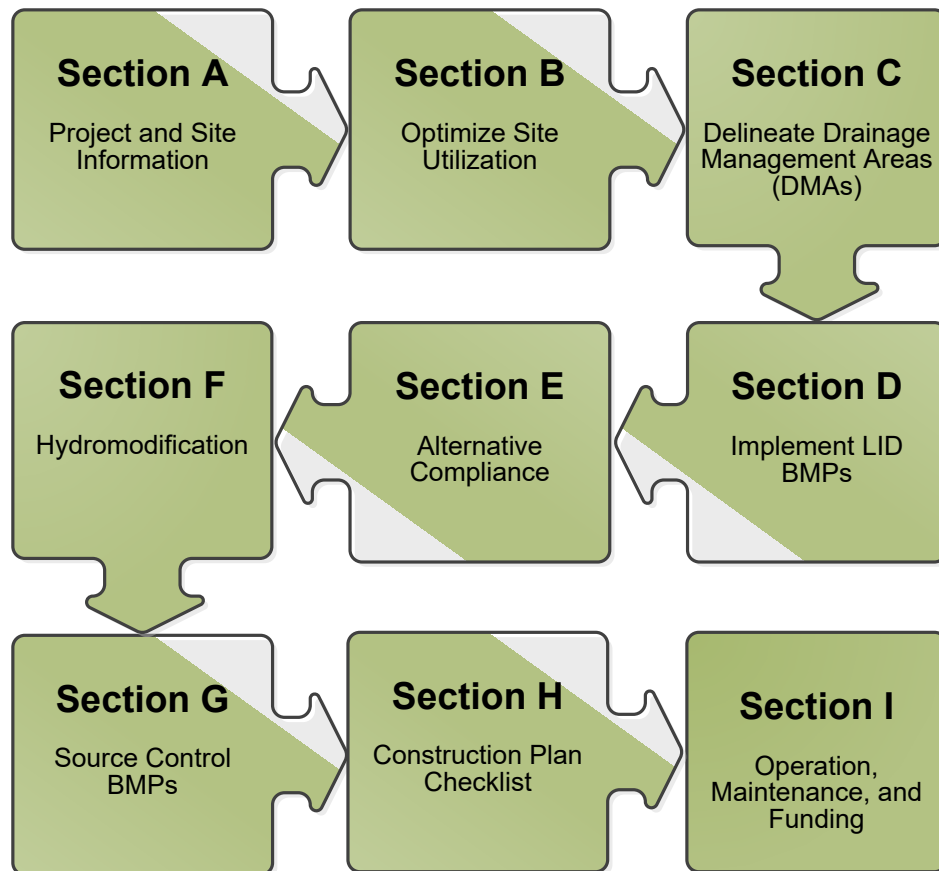 Section A
Project and Site
Information
Section B
Optimize Site
Utilization
Section C
Delineate Drainage
Management Areas
(DMAs)
Section F
Hydromodification
Section E
Alternative
Compliance
Section D
Implement LID
BMPs
Section G
Source Control
BMPs
Section H
Construction Plan
Checklist
Section I
Operation,
Maintenance, and
Funding